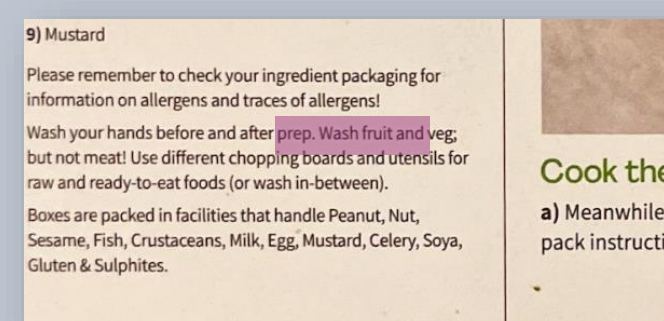 9) Mustard
Please remember to check your ingredient packaging for
information on allergens and traces of allergens!
Wash your hands before and after prep. Wash fruit and veg;
but not meat! Use different chopping boards and utensils for
raw and ready-to-eat foods (or wash in-between).
Boxes are packed in facilities that handle Peanut, Nut,
Sesame, Fish, Crustaceans, Milk, Egg, Mustard, Celery, Soya,
Gluten & Sulphites.
Cook the
a) Meanwhile
pack instructi